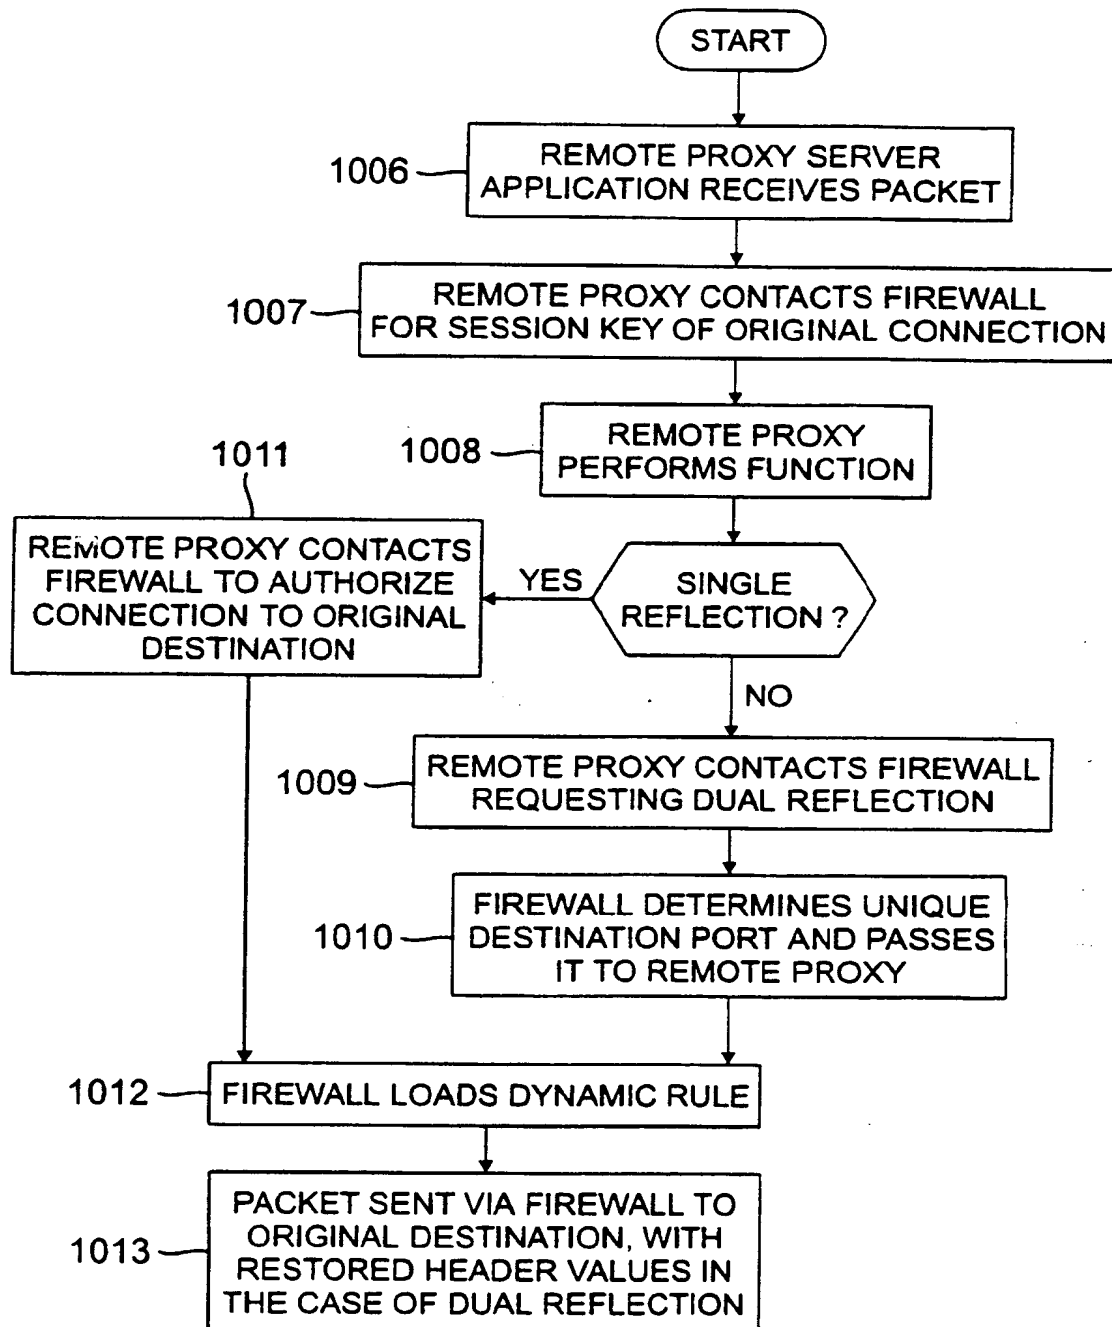 START
1006
REMOTE PROXY SERVER
APPLICATION RECEIVES PACKET
1007
REMOTE PROXY CONTACTS FIREWALL
FOR SESSION KEY OF ORIGINAL CONNECTION
1008
REMOTE PROXY
PERFORMS FUNCTION
SINGLE
REFLECTION ?
YES
1011
REMOTE PROXY CONTACTS
FIREWALL TO AUTHORIZE
CONNECTION TO ORIGINAL
DESTINATION
NO
1009
REMOTE PROXY CONTACTS FIREWALL
REQUESTING DUAL REFLECTION
1010
FIREWALL DETERMINES UNIQUE
DESTINATION PORT AND PASSES
IT TO REMOTE PROXY
1012
FIREWALL LOADS DYNAMIC RULE
1013
PACKET SENT VIA FIREWALL TO
ORIGINAL DESTINATION, WITH
RESTORED HEADER VALUES IN
THE CASE OF DUAL REFLECTION